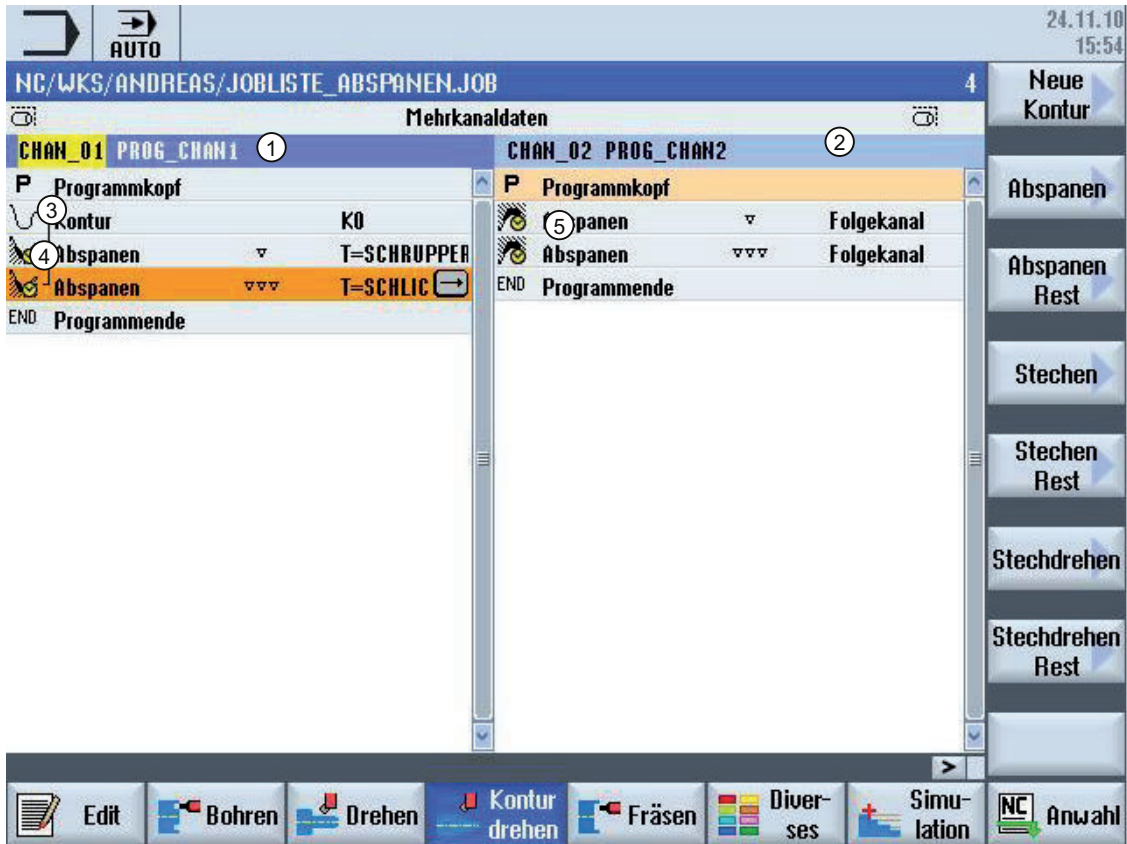 24.11.10
15:54
AUTO
NC/WKS/ANDREAS/JOBLISTE_ABSPANEN.JOB 4
Mehrkanaldaten
CHAN_01 PROG_CHAN1 1
CHAN_02 PROG_CHAN2 2
P Programmkopf
3 Kontur K0
4 Abspanen ▽ T=SCHRUPPER
Abspanen ▽▽▽ T=SCHLIC
END Programmende
P Programmkopf
5 panen ▽ Folgekanal
Abspanen ▽▽▽ Folgekanal
END Programmende
Neue
Kontur
Abspanen
Abspanen
Rest
Stechen
Stechen
Rest
Stechdrehen
Stechdrehen
Rest
>
Edit
Bohren
Drehen
Kontur
drehen
Fräsen
Diver-
ses
Simu-
lation
NC Anwahl